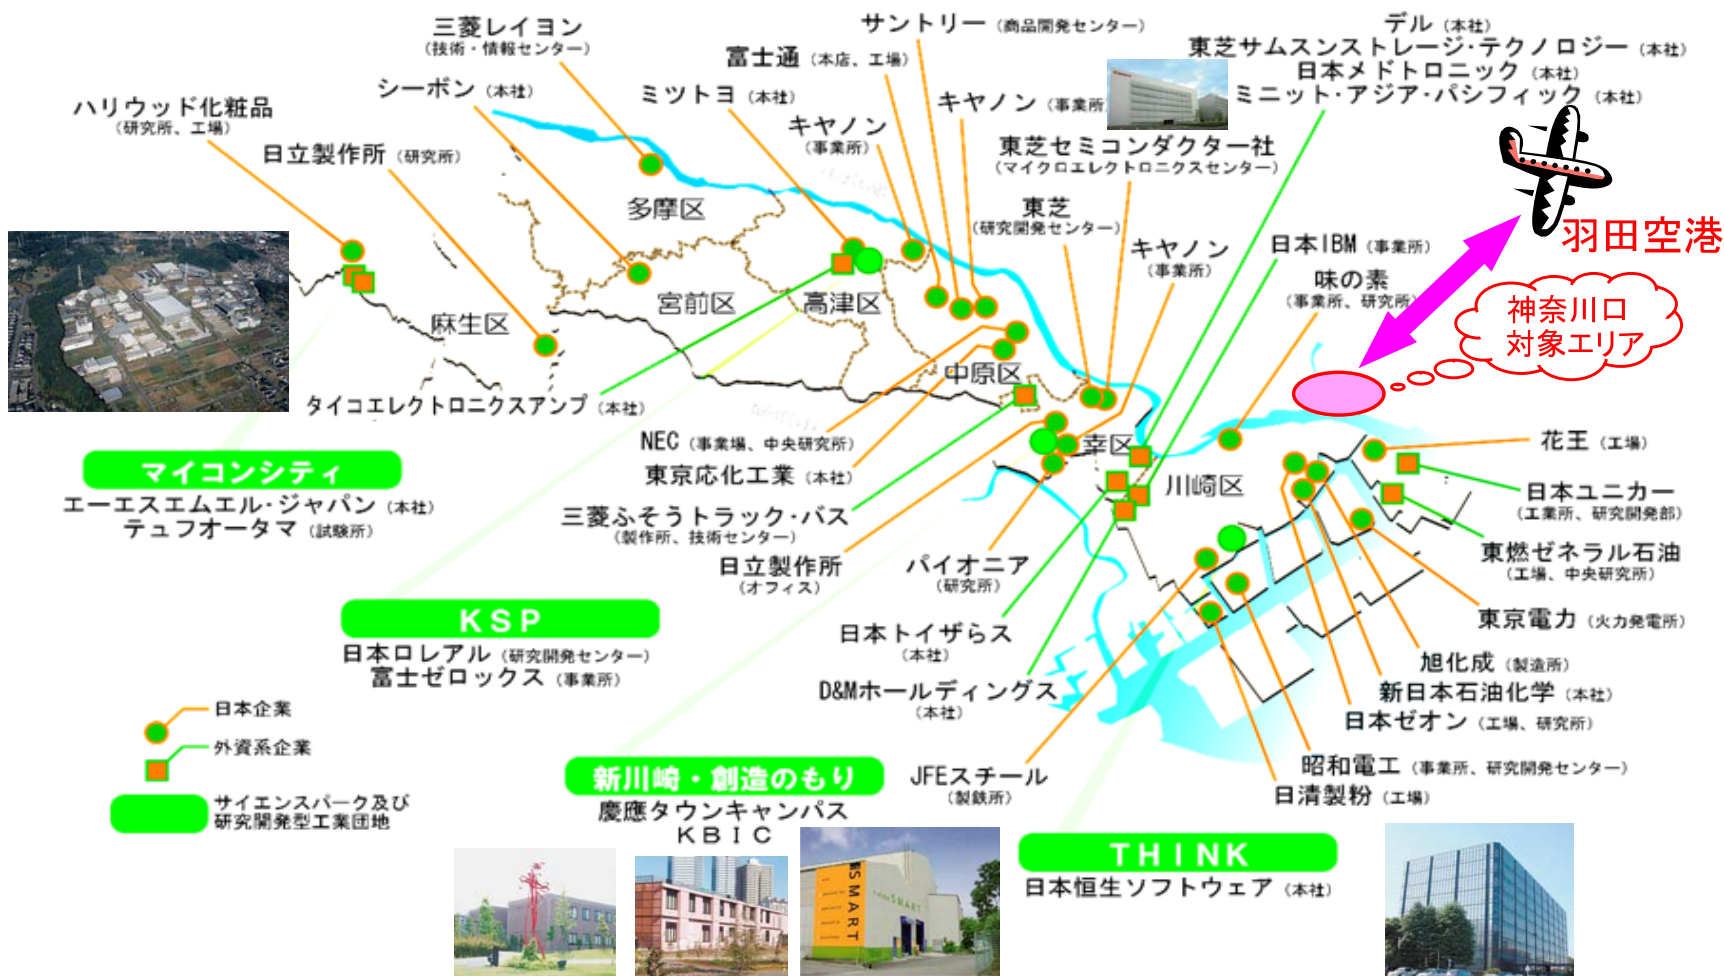 三菱レイヨン
(技術・情報センター)
サントリー (商品開発センター)
富士通 (本店、工場)
デル (本社)
東芝サムスンストレージ・テクノロジー (本社)
日本メドトロニック (本社)
ミニット・アジア・パシフィック (本社)
シーボン (本社)
ミツトヨ (本社)
キヤノン (事業所
ハリウッド化粧品
(研究所、工場)
キヤノン
(事業所)
日立製作所 (研究所)
東芝セミコンダクター社
(マイクロエレクトロニクスセンター)
東芝
(研究開発センター)
キヤノン
(事業所)
日本IBM (事業所)
味の素
(事業所、研究所)
羽田空港
神奈川口
対象エリア
多摩区
宮前区
高津区
麻生区
中原区
幸区
川崎区
タイコエレクトロニクスアンプ (本社)
NEC (事業場、中央研究所)
東京応化工業 (本社)
三菱ふそうトラック・バス
(製作所、技術センター)
日立製作所
(オフィス)
パイオニア
(研究所)
日本トイザらス
(本社)
D&Mホールディングス
(本社)
JFEスチール
(製鉄所)
花王 (工場)
日本ユニカー
(工業所、研究開発部)
東燃ゼネラル石油
(工場、中央研究所)
東京電力 (火力発電所)
旭化成 (製造所)
新日本石油化学 (本社)
日本ゼオン (工場、研究所)
昭和電工 (事業所、研究開発センター)
日清製粉 (工場)
マイコンシティ
エーエスエムエル・ジャパン (本社)
テュフオータマ (試験所)
KSP
日本ロレアル (研究開発センター)
富士ゼロックス (事業所)
新川崎・創造のもり
慶應タウンキャンパス
KBIC
THINK
日本恒生ソフトウェア (本社)
日本企業
外資系企業
サイエンスパーク及び
研究開発型工業団地
SMART
SMART